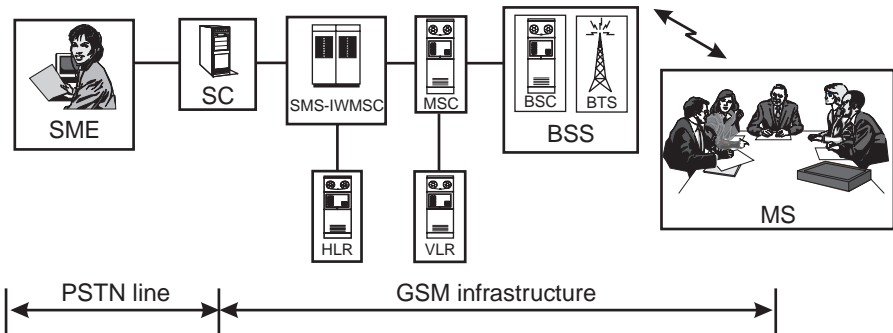 SME
SC
SMS-IWMSC
MSC
BSC
BTS
BSS
MS
HLR
VLR
PSTN line
GSM infrastructure